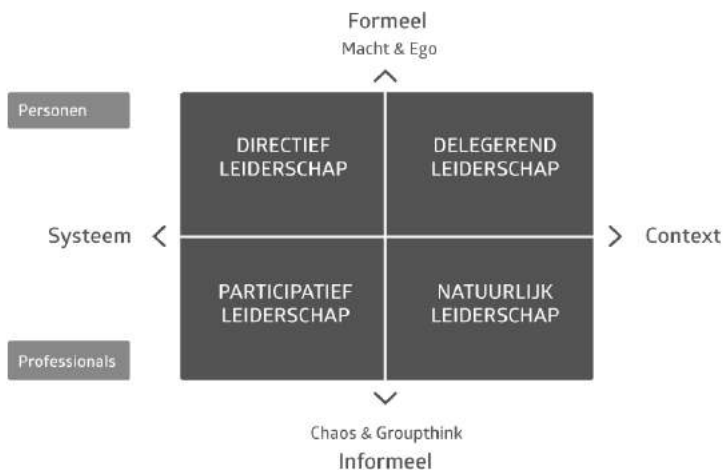 Formeel
Macht & Ego
Personen
DIRECTIEF
LEIDERSCHAP
DELEGEREND
LEIDERSCHAP
Systeem
Context
PARTICIPATIEF
LEIDERSCHAP
NATUURLIJK
LEIDERSCHAP
Professionals
Chaos & Groupthink
Informeel